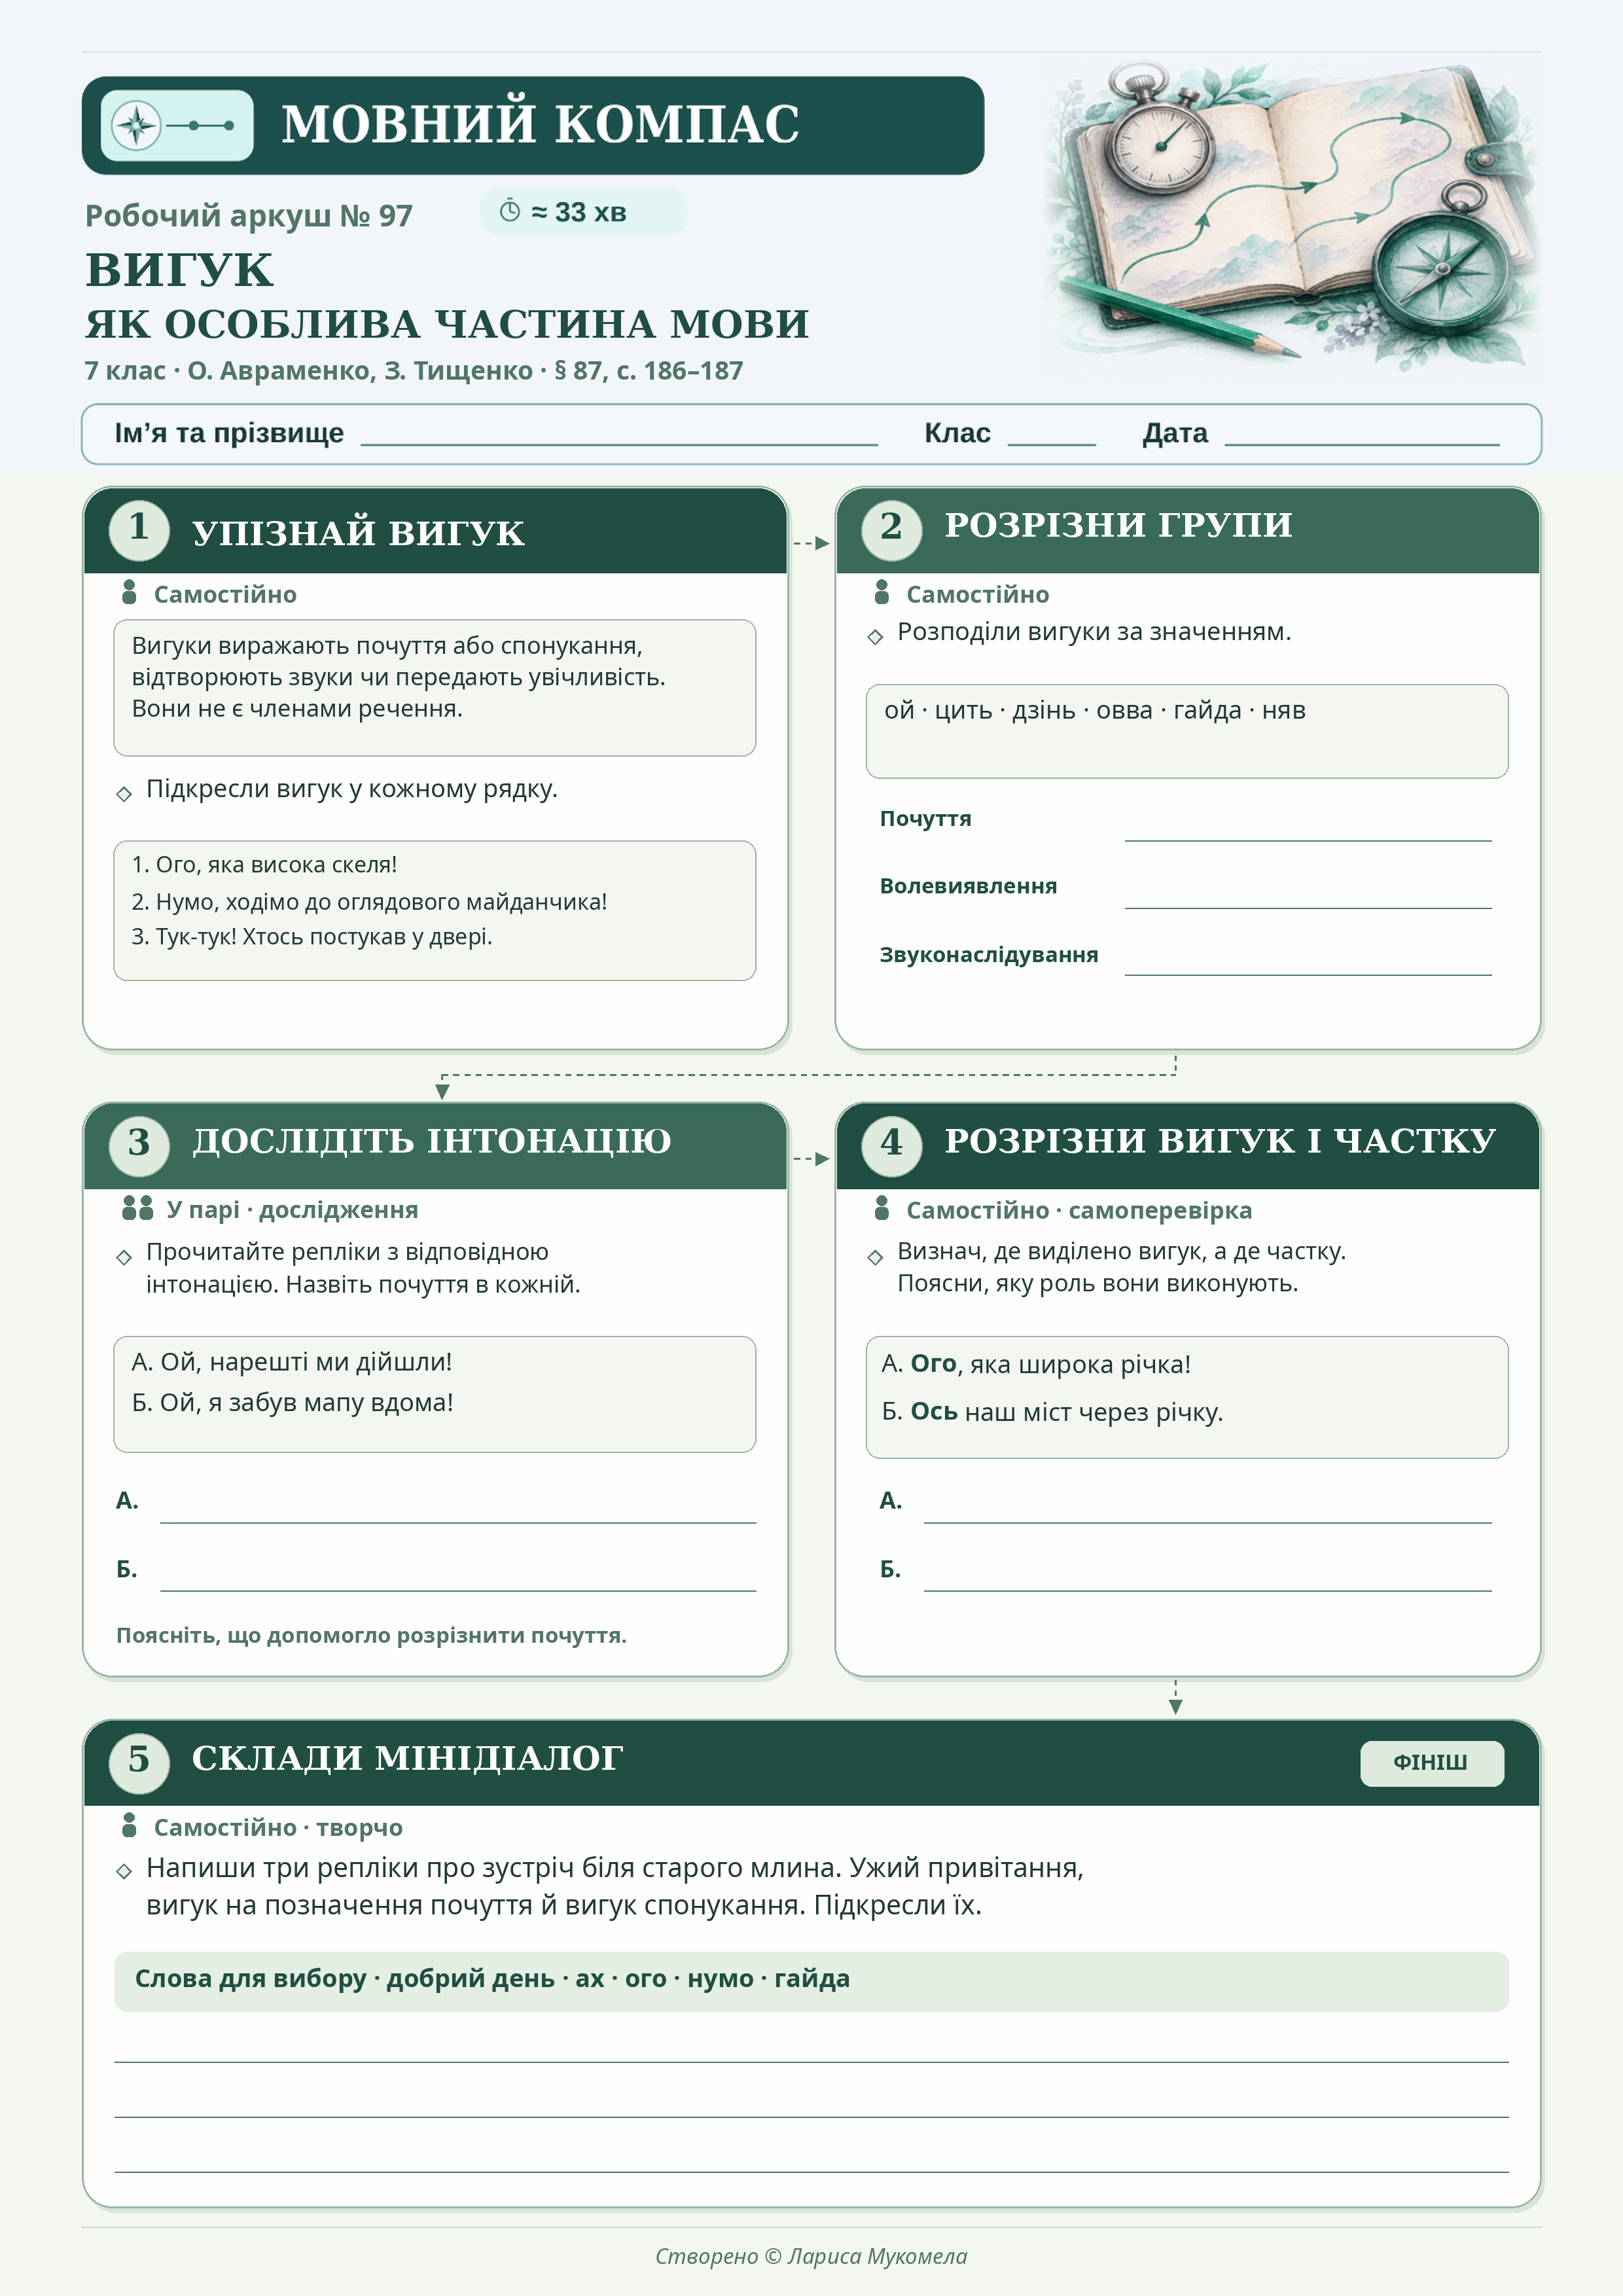 МОВНИЙ КОМПАС
Робочий аркуш № 97
≈ 33 хв
ВИГУК
ЯК ОСОБЛИВА ЧАСТИНА МОВИ
7 клас · О. Авраменко, З. Тищенко · § 87, с. 186–187
Ім’я та прізвище Клас Дата
1 УПІЗНАЙ ВИГУК
Самостійно
Вигуки виражають почуття або спонукання,
відтворюють звуки чи передають увічливість.
Вони не є членами речення.
Підкресли вигук у кожному рядку.
1. Ого, яка висока скеля!
2. Нумо, ходімо до оглядового майданчика!
3. Тук-тук! Хтось постукав у двері.
2 РОЗРІЗНИ ГРУПИ
Самостійно
Розподіли вигуки за значенням.
ой · цить · дзінь · овва · гайда · няв
Почуття
Волевиявлення
Звуконаслідування
3 ДОСЛІДІТЬ ІНТОНАЦІЮ
У парі · дослідження
Прочитайте репліки з відповідною
інтонацією. Назвіть почуття в кожній.
А. Ой, нарешті ми дійшли!
Б. Ой, я забув мапу вдома!
А.
Б.
Поясніть, що допомогло розрізнити почуття.
4 РОЗРІЗНИ ВИГУК І ЧАСТКУ
Самостійно · самоперевірка
Визнач, де виділено вигук, а де частку.
Поясни, яку роль вони виконують.
А. Ого, яка широка річка!
Б. Ось наш міст через річку.
А.
Б.
5 СКЛАДИ МІНІДІАЛОГ
ФІНІШ
Самостійно · творчо
Напиши три репліки про зустріч біля старого млина. Ужий привітання,
вигук на позначення почуття й вигук спонукання. Підкресли їх.
Слова для вибору · добрий день · ах · ого · нумо · гайда
Створено © Лариса Мукомела